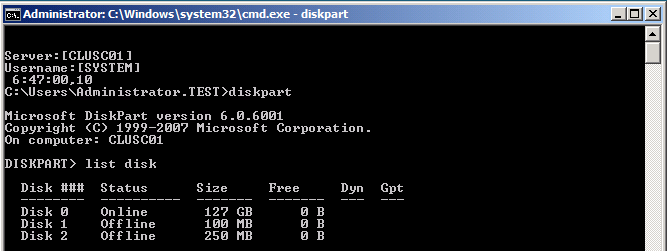 Administrator: C:\Windows\system32\cmd.exe - diskpart
Server:[CLUSC01]
Username:[SYSTEM]
 6:47:00,10
C:\Users\Administrator.TEST>diskpart
Microsoft DiskPart version 6.0.6001
Copyright (C) 1999-2007 Microsoft Corporation.
On computer: CLUSC01
DISKPART> list disk
  Disk ###  Status      Size     Free     Dyn  Gpt
  --------  ----------  -------  -------  ---  ---
  Disk 0    Online       127 GB      0 B
  Disk 1    Offline      100 MB      0 B
  Disk 2    Offline      250 MB      0 B